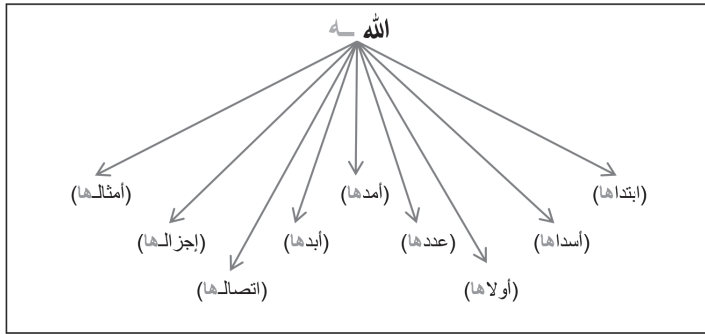 الله ـه
(ابتداها) (أمدها) (أمثالـها)
(أسداها) (عددها) (أبدها) (إجزالـها)
(أولاها) (اتصالـها)